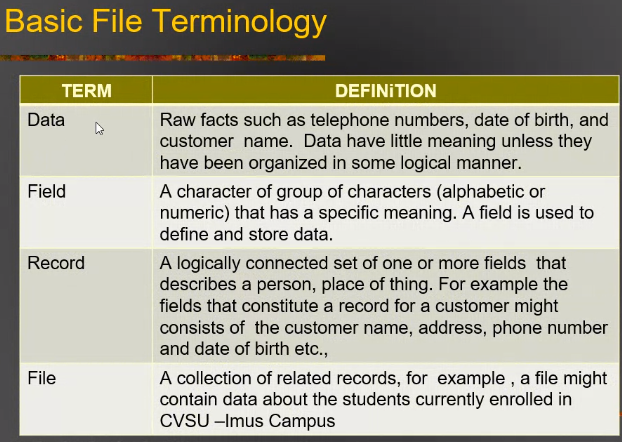 Basic File Terminology
TERM
DEFINiTION
Data
Raw facts such as telephone numbers, date of birth, and
customer name. Data have little meaning unless they
have been organized in some logical manner.
Field
A character of group of characters (alphabetic or
numeric) that has a specific meaning. A field is used to
define and store data.
Record
A logically connected set of one or more fields that
describes a person, place of thing. For example the
fields that constitute a record for a customer might
consists of the customer name, address, phone number
and date of birth etc.,
File
A collection of related records, for example , a file might
contain data about the students currently enrolled in
CVSU –Imus Campus